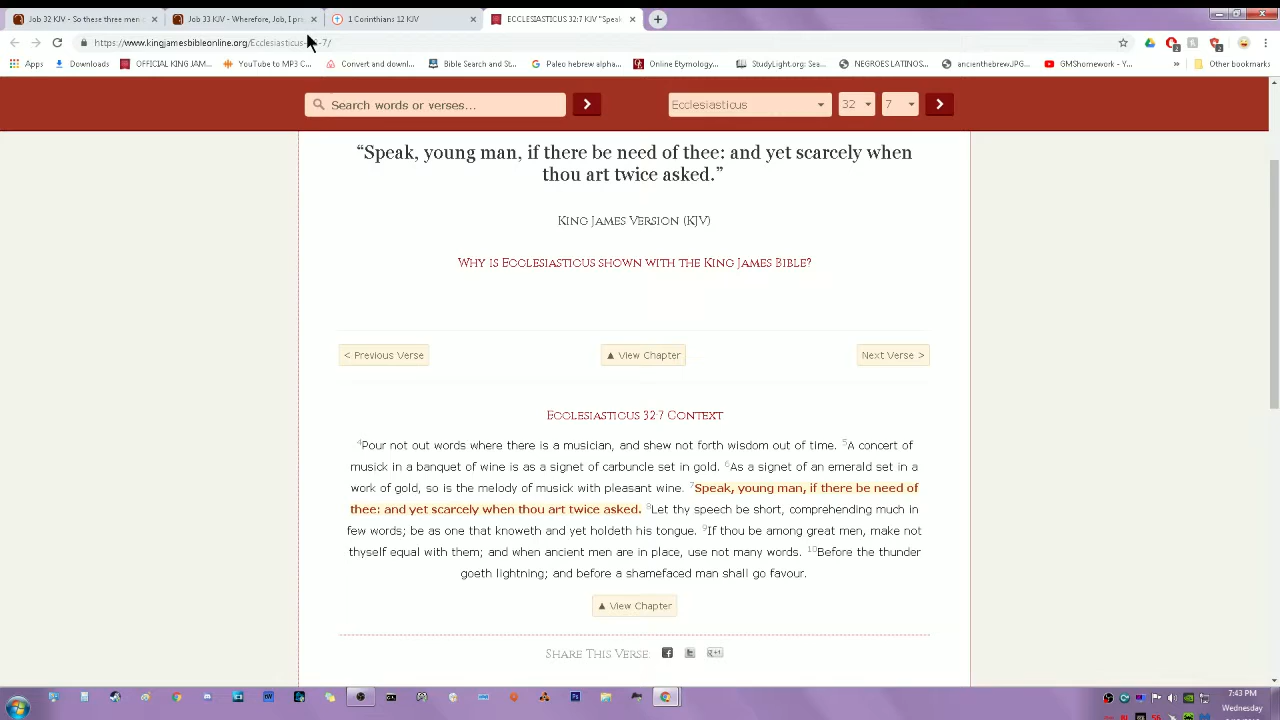 Job 32 KJV - So these three men c
Job 33 KJV - Wherefore, Job, I pre
1 Corinthians 12 KJV
ECCLESIASTICUS 32:7 KJV "Speak
https://www.kingjamesbibleonline.org/Ecclesiasticus-32-7/
Apps
Downloads
OFFICIAL KING JAM...
YouTube to MP3 C...
Convert and downl...
Bible Search and St...
Paleo hebrew alpha...
Online Etymology...
StudyLight.org: Sea...
NEGROES LATINOS...
ancienthebrewJPG...
GMShomework - Y...
»
Other bookmarks
Search words or verses...
Ecclesiasticus
32
7
“Speak, young man, if there be need of thee: and yet scarcely when
thou art twice asked.”
King James Version (KJV)
Why is Ecclesiasticus shown with the King James Bible?
< Previous Verse
▲ View Chapter
Next Verse >
Ecclesiasticus 32:7 Context
4Pour not out words where there is a musician, and shew not forth wisdom out of time. 5A concert of
musick in a banquet of wine is as a signet of carbuncle set in gold. 6As a signet of an emerald set in a
work of gold, so is the melody of musick with pleasant wine. 7Speak, young man, if there be need of
thee: and yet scarcely when thou art twice asked. 8Let thy speech be short, comprehending much in
few words; be as one that knoweth and yet holdeth his tongue. 9If thou be among great men, make not
thyself equal with them; and when ancient men are in place, use not many words. 10Before the thunder
goeth lightning; and before a shamefaced man shall go favour.
▲ View Chapter
Share This Verse:
7:43 PM
Wednesday